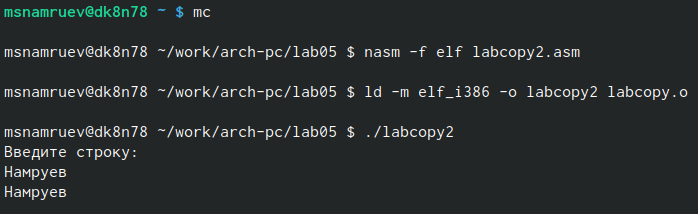 msnamruev@dk8n78 ~ $ mc
msnamruev@dk8n78 ~/work/arch-pc/lab05 $ nasm -f elf labcopy2.asm
msnamruev@dk8n78 ~/work/arch-pc/lab05 $ ld -m elf_i386 -o labcopy2 labcopy.o
msnamruev@dk8n78 ~/work/arch-pc/lab05 $ ./labcopy2
Введите строку:
Намруев
Намруев